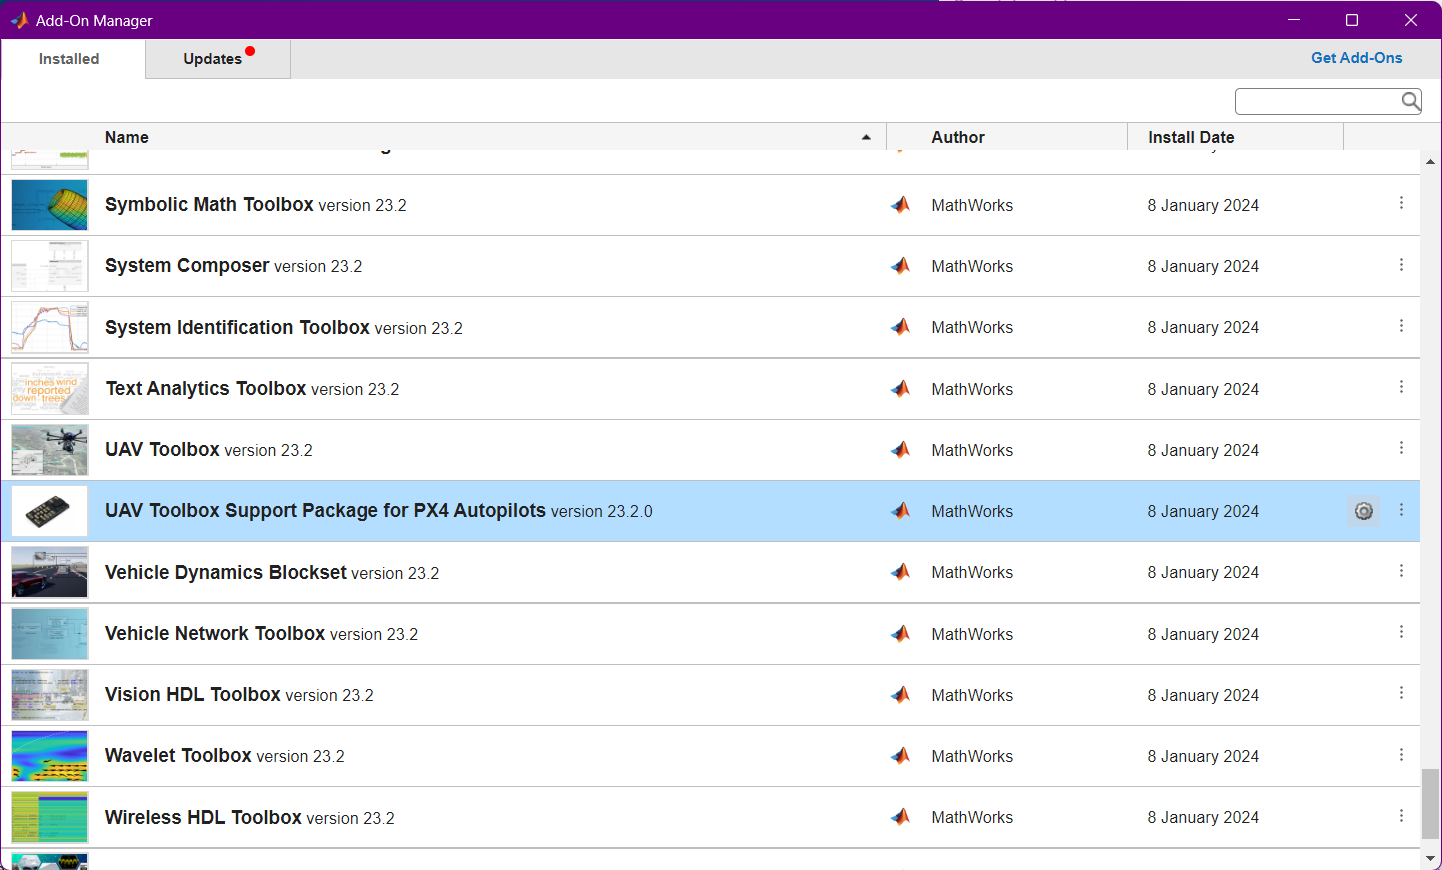 Add-On Manager
Installed
Updates
Get Add-Ons
Name
Author
Install Date
Symbolic Math Toolbox version 23.2 MathWorks 8 January 2024
System Composer version 23.2 MathWorks 8 January 2024
System Identification Toolbox version 23.2 MathWorks 8 January 2024
inches wind
reported
down trees
Text Analytics Toolbox version 23.2 MathWorks 8 January 2024
UAV Toolbox version 23.2 MathWorks 8 January 2024
UAV Toolbox Support Package for PX4 Autopilots version 23.2.0 MathWorks 8 January 2024
Vehicle Dynamics Blockset version 23.2 MathWorks 8 January 2024
Vehicle Network Toolbox version 23.2 MathWorks 8 January 2024
Vision HDL Toolbox version 23.2 MathWorks 8 January 2024
Wavelet Toolbox version 23.2 MathWorks 8 January 2024
Wireless HDL Toolbox version 23.2 MathWorks 8 January 2024